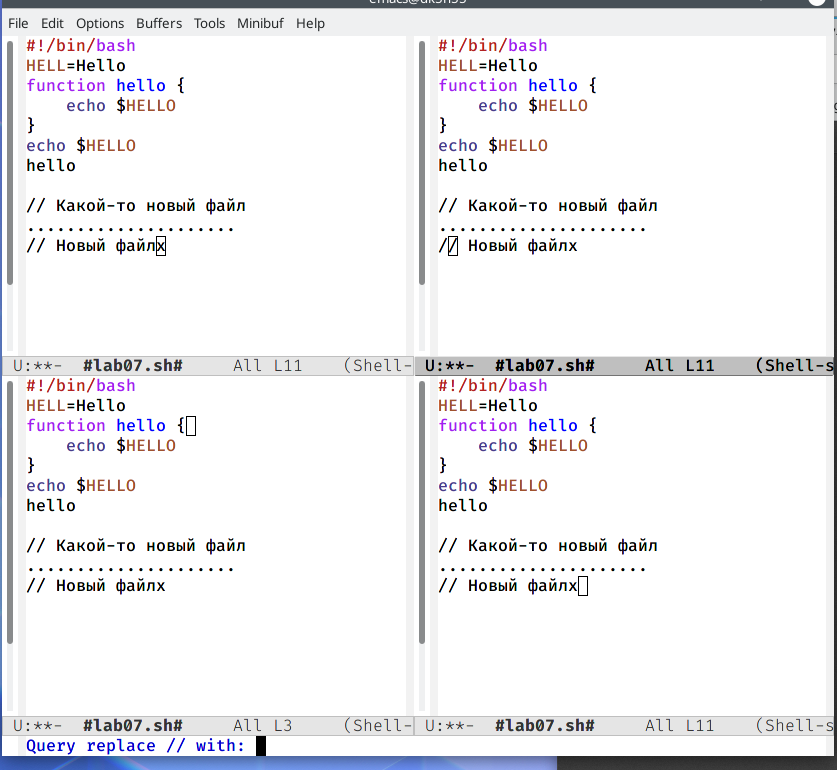 emacs@dk3n55
File Edit Options Buffers Tools Minibuf Help
#!/bin/bash
HELL=Hello
function hello {
    echo $HELLO
}
echo $HELLO
hello

// Какой-то новый файл
.....................
// Новый файлх
U:**-  #lab07.sh#     All L11    (Shell-
#!/bin/bash
HELL=Hello
function hello {
    echo $HELLO
}
echo $HELLO
hello

// Какой-то новый файл
.....................
// Новый файлх
U:**-  #lab07.sh#     All L11    (Shell-s
#!/bin/bash
HELL=Hello
function hello {
    echo $HELLO
}
echo $HELLO
hello

// Какой-то новый файл
.....................
// Новый файлх
U:**-  #lab07.sh#     All L3     (Shell-
#!/bin/bash
HELL=Hello
function hello {
    echo $HELLO
}
echo $HELLO
hello

// Какой-то новый файл
.....................
// Новый файлх
U:**-  #lab07.sh#     All L11    (Shell-s
Query replace // with: